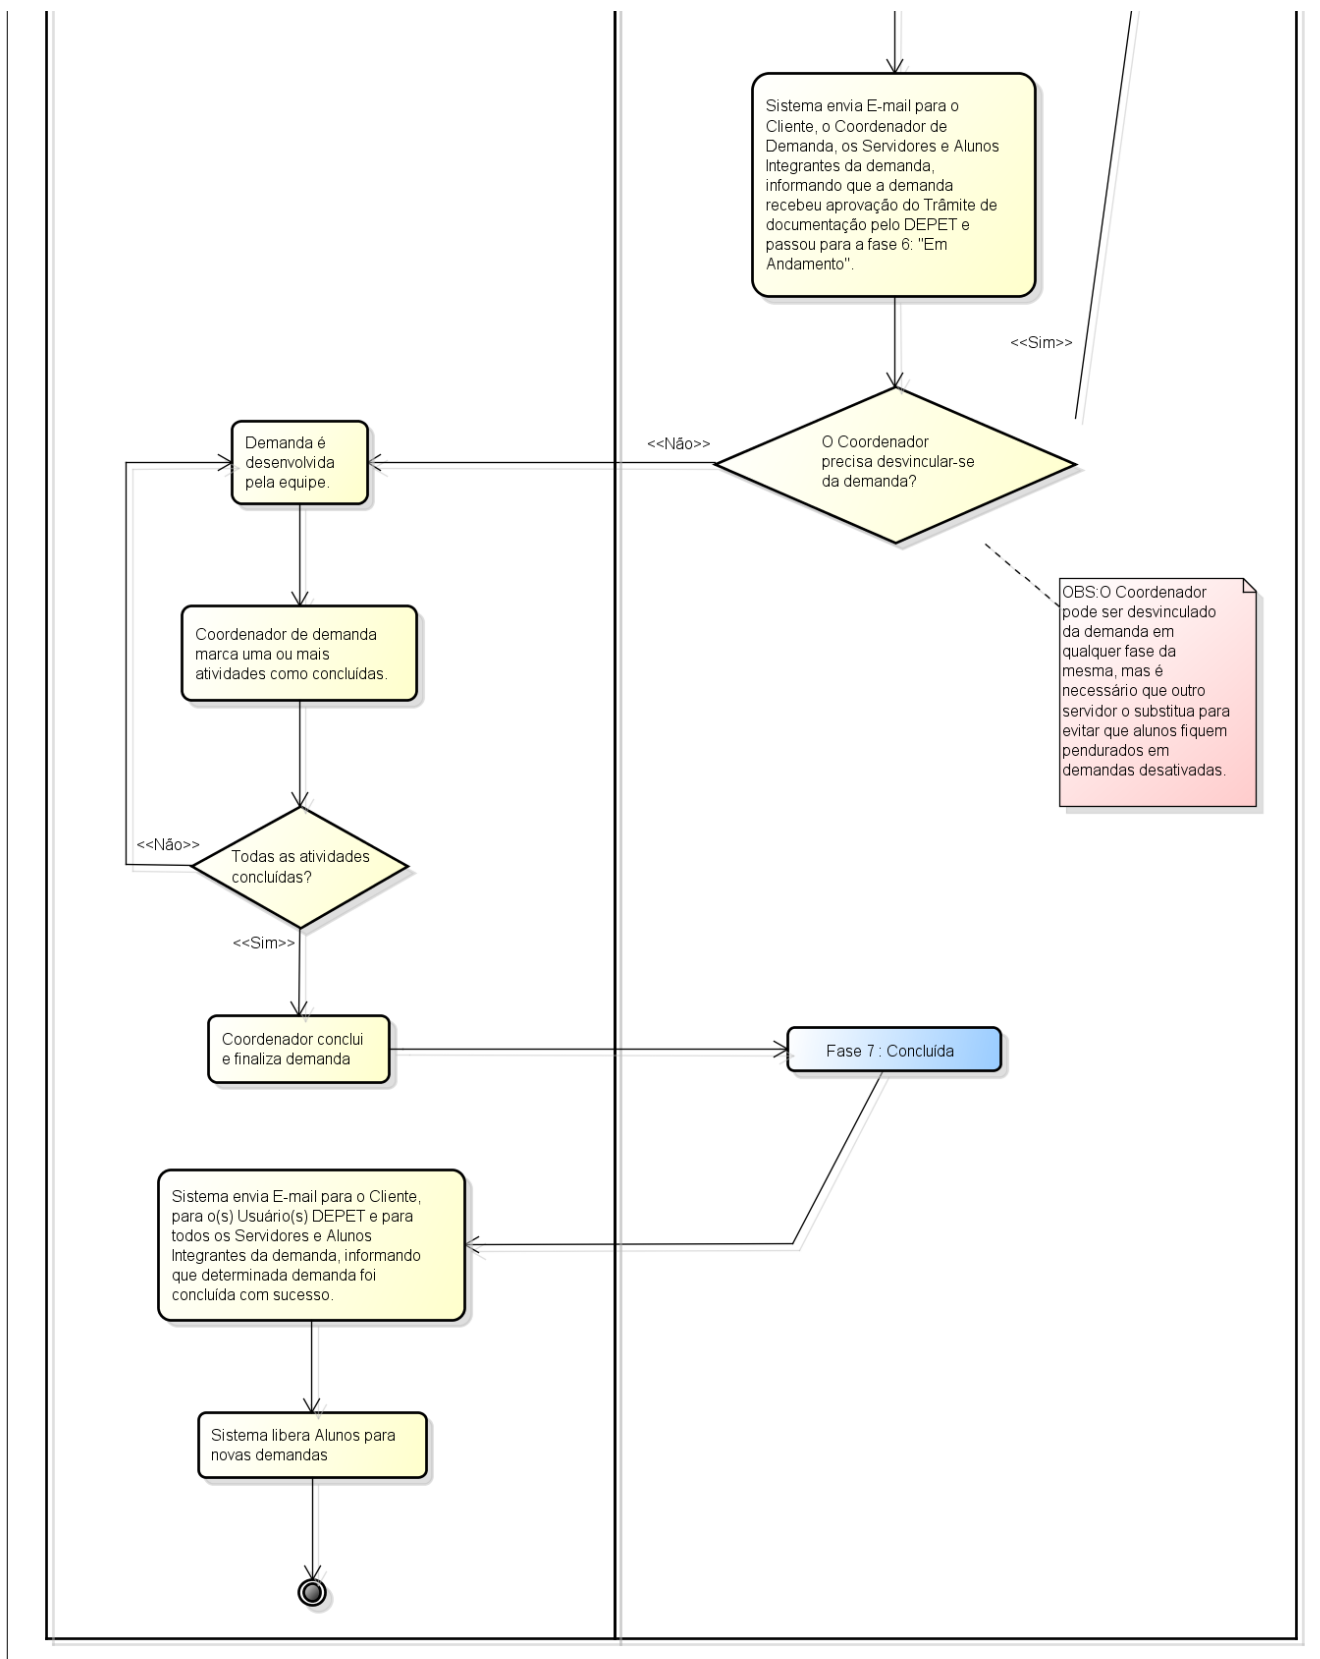 Sistema envia E-mail para o
Cliente, o Coordenador de
Demanda, os Servidores e Alunos
Integrantes da demanda,
informando que a demanda
recebeu aprovação do Trâmite de
documentação pelo DEPET e
passou para a fase 6: "Em
Andamento".
<<Sim>>
O Coordenador
precisa desvincular-se
da demanda?
<<Não>>
Demanda é
desenvolvida
pela equipe.
OBS:O Coordenador
pode ser desvinculado
da demanda em
qualquer fase da
mesma, mas é
necessário que outro
servidor o substitua para
evitar que alunos fiquem
pendurados em
demandas desativadas.
Coordenador de demanda
marca uma ou mais
atividades como concluídas.
<<Não>>
Todas as atividades
concluídas?
<<Sim>>
Coordenador conclui
e finaliza demanda
Fase 7 : Concluída
Sistema envia E-mail para o Cliente,
para o(s) Usuário(s) DEPET e para
todos os Servidores e Alunos
Integrantes da demanda, informando
que determinada demanda foi
concluída com sucesso.
Sistema libera Alunos para
novas demandas